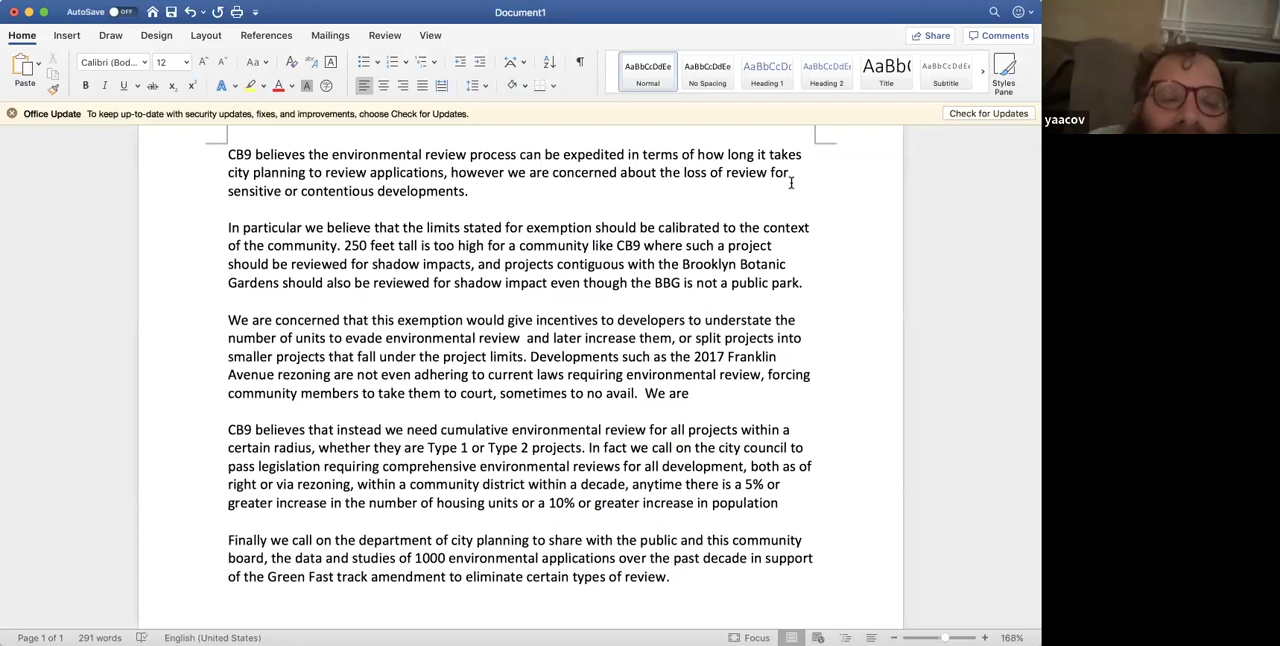 AutoSave OFF
Document1
Home Insert Draw Design Layout References Mailings Review View
Share Comments
Paste
Calibri (Bod... 12
AaBbCcDdEe AaBbCcDdEe AaBbCcDc AaBbCcDdEe AaBb( AaBbCcDdEe
Normal No Spacing Heading 1 Heading 2 Title Subtitle
Styles
Pane
Office Update To keep up-to-date with security updates, fixes, and improvements, choose Check for Updates.
Check for Updates
yaacov
CB9 believes the environmental review process can be expedited in terms of how long it takes
city planning to review applications, however we are concerned about the loss of review for
sensitive or contentious developments.
In particular we believe that the limits stated for exemption should be calibrated to the context
of the community. 250 feet tall is too high for a community like CB9 where such a project
should be reviewed for shadow impacts, and projects contiguous with the Brooklyn Botanic
Gardens should also be reviewed for shadow impact even though the BBG is not a public park.
We are concerned that this exemption would give incentives to developers to understate the
number of units to evade environmental review and later increase them, or split projects into
smaller projects that fall under the project limits. Developments such as the 2017 Franklin
Avenue rezoning are not even adhering to current laws requiring environmental review, forcing
community members to take them to court, sometimes to no avail. We are
CB9 believes that instead we need cumulative environmental review for all projects within a
certain radius, whether they are Type 1 or Type 2 projects. In fact we call on the city council to
pass legislation requiring comprehensive environmental reviews for all development, both as of
right or via rezoning, within a community district within a decade, anytime there is a 5% or
greater increase in the number of housing units or a 10% or greater increase in population
Finally we call on the department of city planning to share with the public and this community
board, the data and studies of 1000 environmental applications over the past decade in support
of the Green Fast track amendment to eliminate certain types of review.
Page 1 of 1 291 words English (United States) Focus 168%